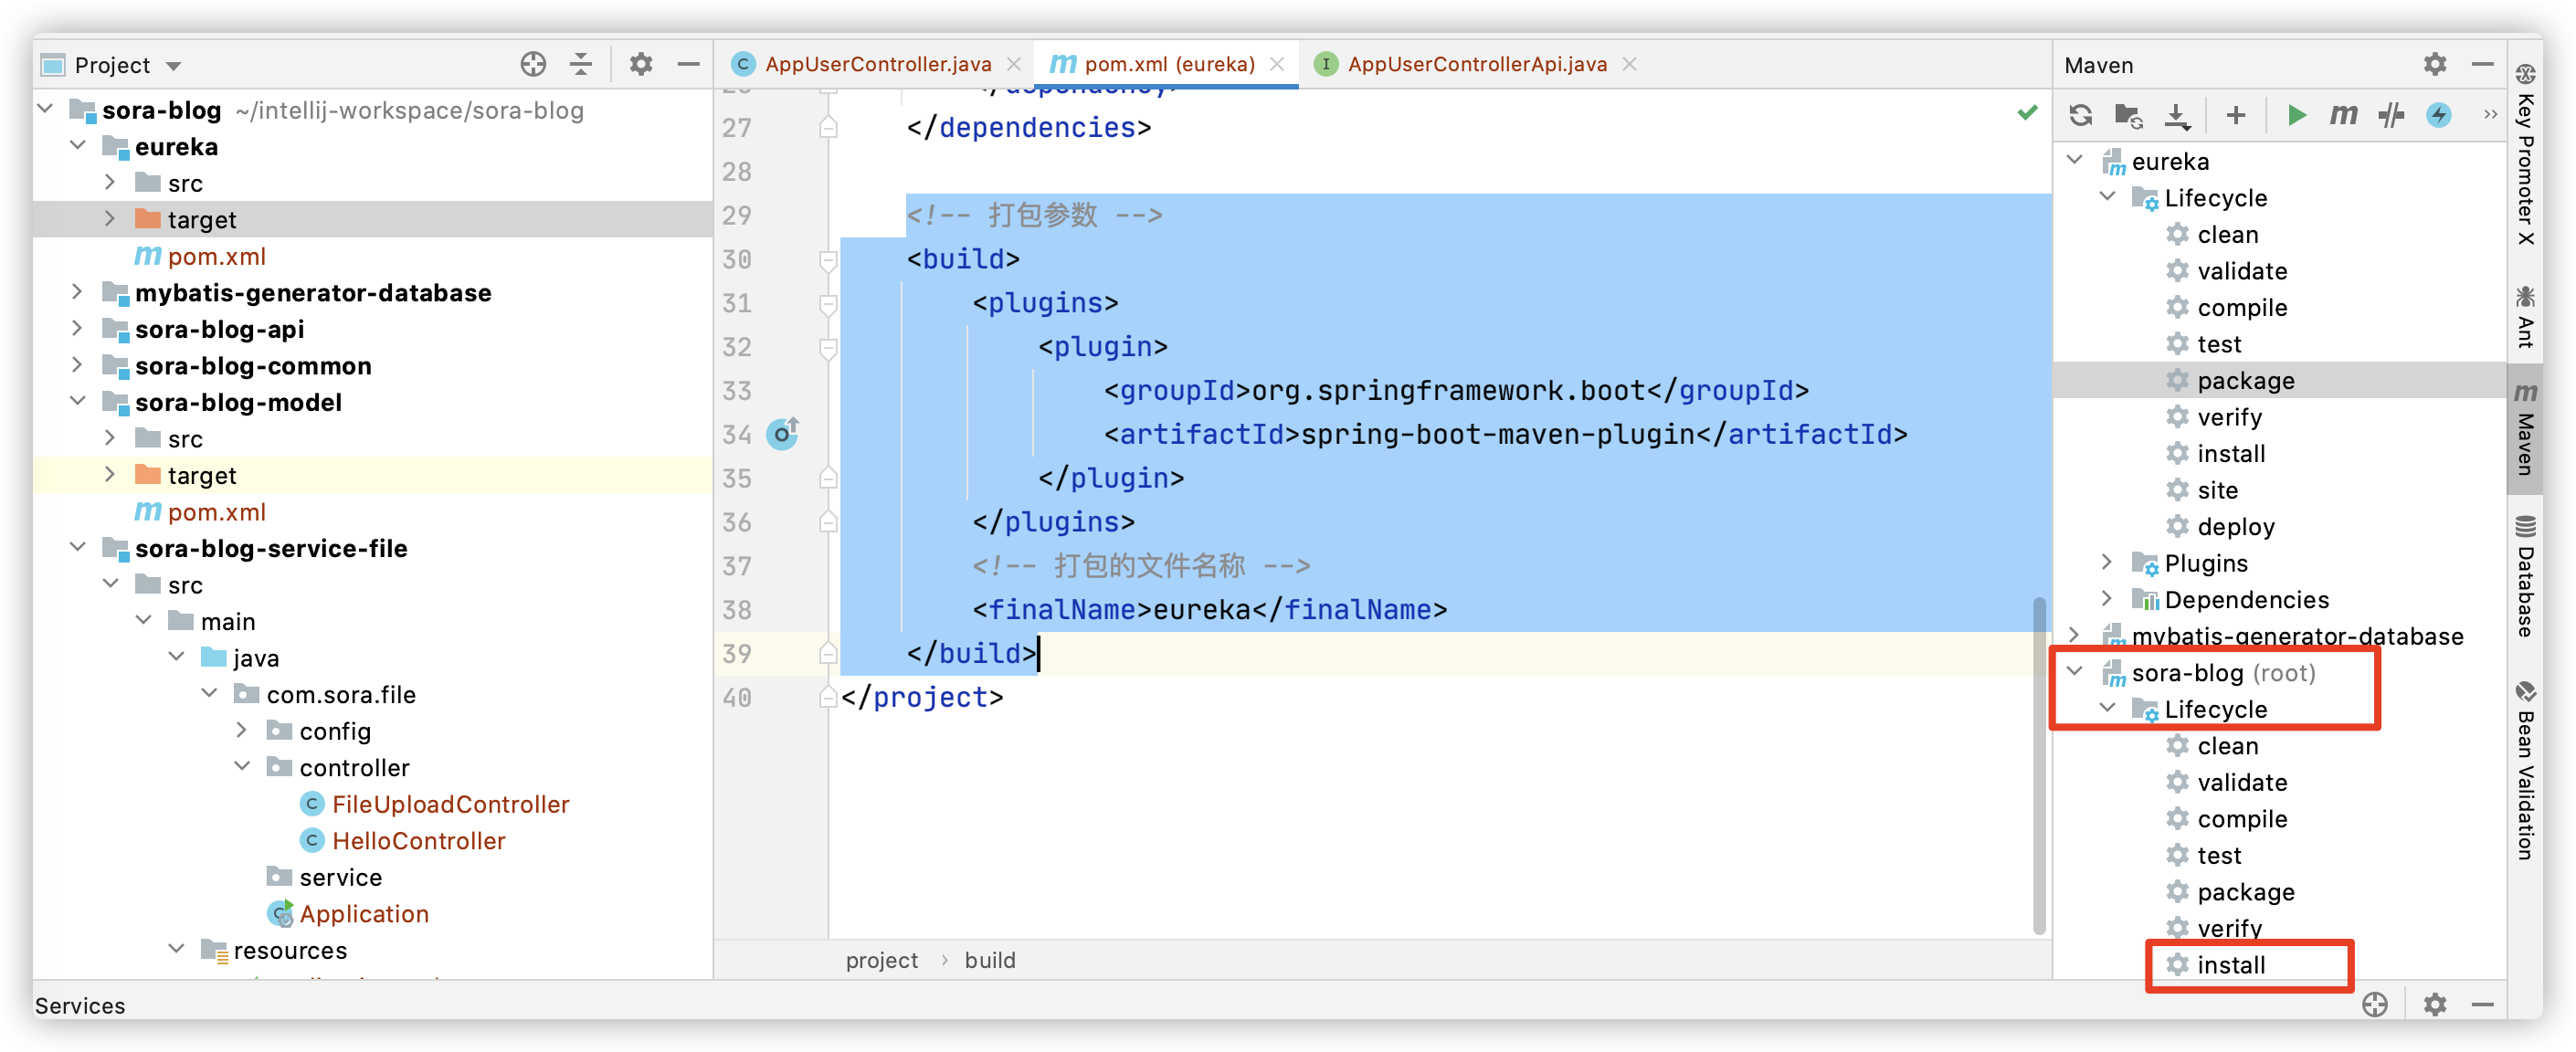 Project
sora-blog ~/intellij-workspace/sora-blog
eureka
src
target
pom.xml
mybatis-generator-database
sora-blog-api
sora-blog-common
sora-blog-model
src
target
pom.xml
sora-blog-service-file
src
main
java
com.sora.file
config
controller
FileUploadController
HelloController
service
Application
resources
AppUserController.java
pom.xml (eureka)
AppUserControllerApi.java
</dependency>
27 </dependencies>
28
29 <!-- 打包参数 -->
30 <build>
31 <plugins>
32 <plugin>
33 <groupId>org.springframework.boot</groupId>
34 <artifactId>spring-boot-maven-plugin</artifactId>
35 </plugin>
36 </plugins>
37 <!-- 打包的文件名称 -->
38 <finalName>eureka</finalName>
39 </build>
40 </project>
project › build
Maven
eureka
Lifecycle
clean
validate
compile
test
package
verify
install
site
deploy
Plugins
Dependencies
mybatis-generator-database
sora-blog (root)
Lifecycle
clean
validate
compile
test
package
verify
install
Key Promoter X
Ant
Maven
Database
Bean Validation
Services